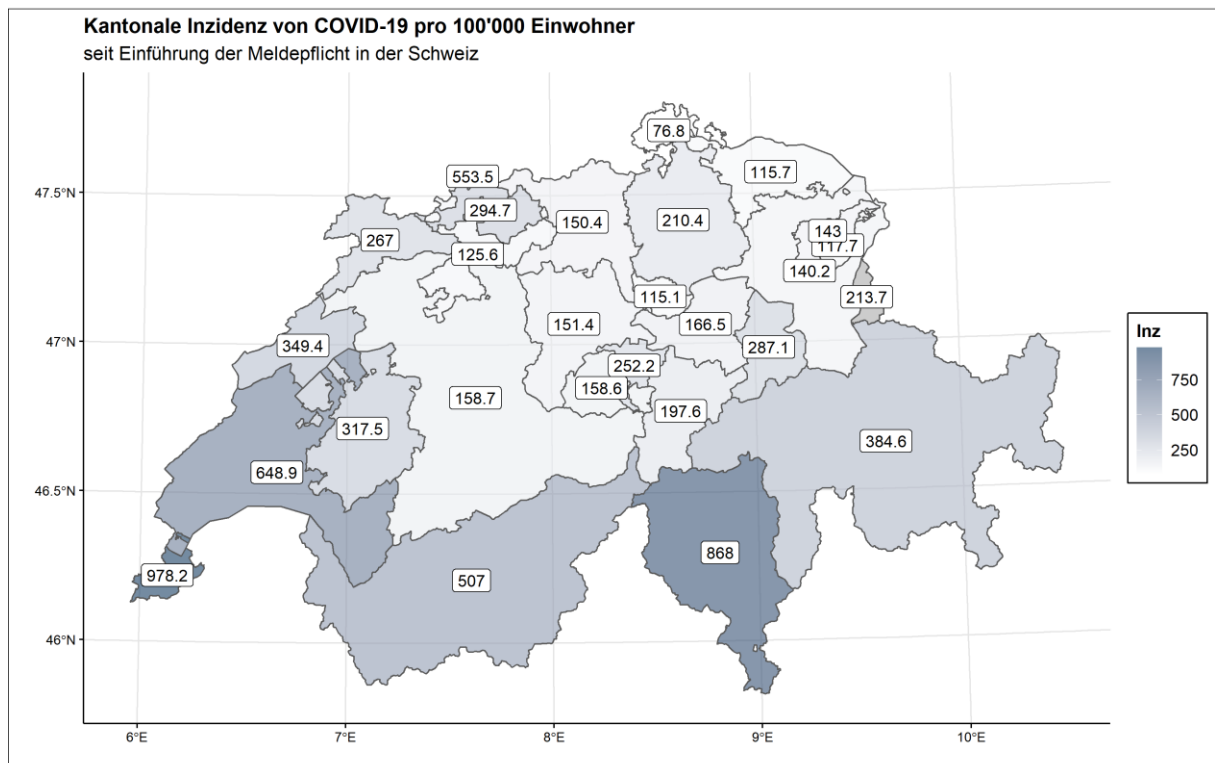 Kantonale Inzidenz von COVID-19 pro 100'000 Einwohner
seit Einführung der Meldepflicht in der Schweiz
47.5°N
47°N
46.5°N
46°N
76.8
553.5
115.7
294.7
150.4
210.4
267
143
117.7
125.6
140.2
115.1
213.7
151.4
166.5
349.4
287.1
252.2
158.6
158.7
197.6
317.5
384.6
648.9
868
978.2
507
6°E
7°E
8°E
9°E
10°E
Inz
750
500
250